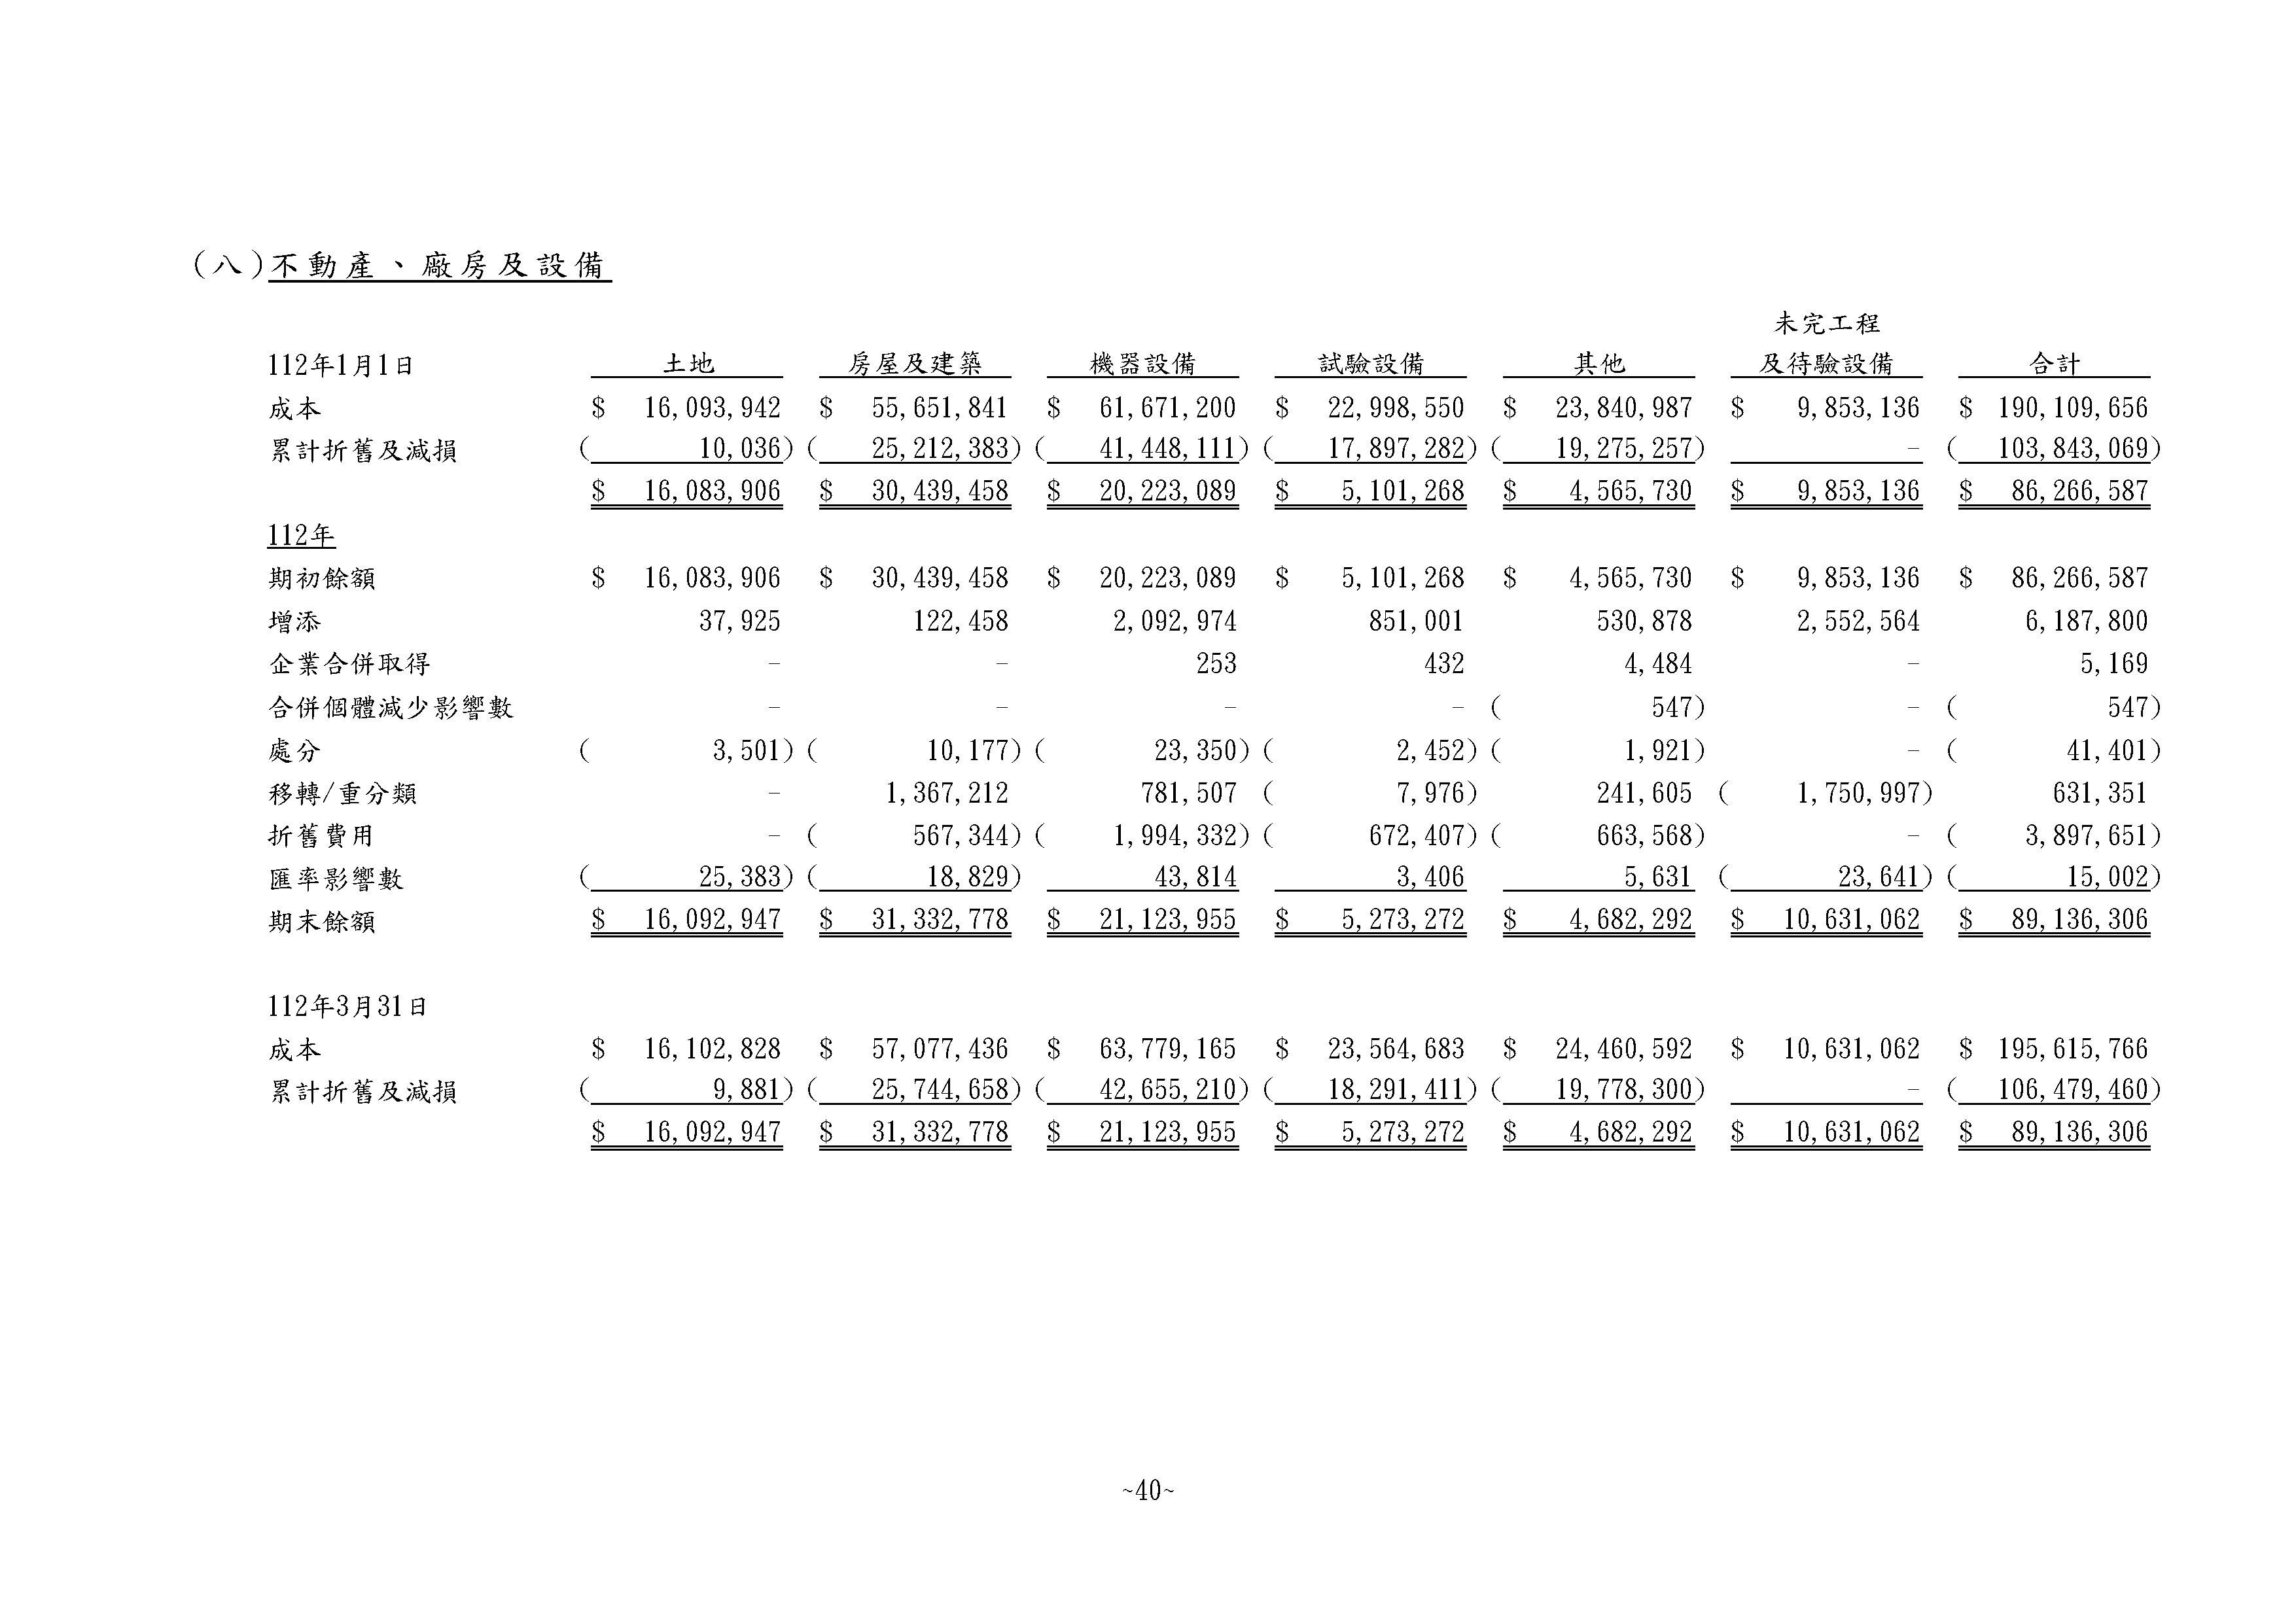 (八)不動產、廠房及設備
未完工程
112年1月1日 土地 房屋及建築 機器設備 試驗設備 其他 及待驗設備 合計
成本 $ 16,093,942 $ 55,651,841 $ 61,671,200 $ 22,998,550 $ 23,840,987 $ 9,853,136 $ 190,109,656
累計折舊及減損 ( 10,036) ( 25,212,383) ( 41,448,111) ( 17,897,282) ( 19,275,257) - ( 103,843,069)
$ 16,083,906 $ 30,439,458 $ 20,223,089 $ 5,101,268 $ 4,565,730 $ 9,853,136 $ 86,266,587
112年
期初餘額 $ 16,083,906 $ 30,439,458 $ 20,223,089 $ 5,101,268 $ 4,565,730 $ 9,853,136 $ 86,266,587
增添 37,925 122,458 2,092,974 851,001 530,878 2,552,564 6,187,800
企業合併取得 - - 253 432 4,484 - 5,169
合併個體減少影響數 - - - - ( 547) - ( 547)
處分 ( 3,501) ( 10,177) ( 23,350) ( 2,452) ( 1,921) - ( 41,401)
移轉/重分類 - 1,367,212 781,507 ( 7,976) 241,605 ( 1,750,997) 631,351
折舊費用 - ( 567,344) ( 1,994,332) ( 672,407) ( 663,568) - ( 3,897,651)
匯率影響數 ( 25,383) ( 18,829) 43,814 3,406 5,631 ( 23,641) ( 15,002)
期末餘額 $ 16,092,947 $ 31,332,778 $ 21,123,955 $ 5,273,272 $ 4,682,292 $ 10,631,062 $ 89,136,306
112年3月31日
成本 $ 16,102,828 $ 57,077,436 $ 63,779,165 $ 23,564,683 $ 24,460,592 $ 10,631,062 $ 195,615,766
累計折舊及減損 ( 9,881) ( 25,744,658) ( 42,655,210) ( 18,291,411) ( 19,778,300) - ( 106,479,460)
$ 16,092,947 $ 31,332,778 $ 21,123,955 $ 5,273,272 $ 4,682,292 $ 10,631,062 $ 89,136,306
~40~